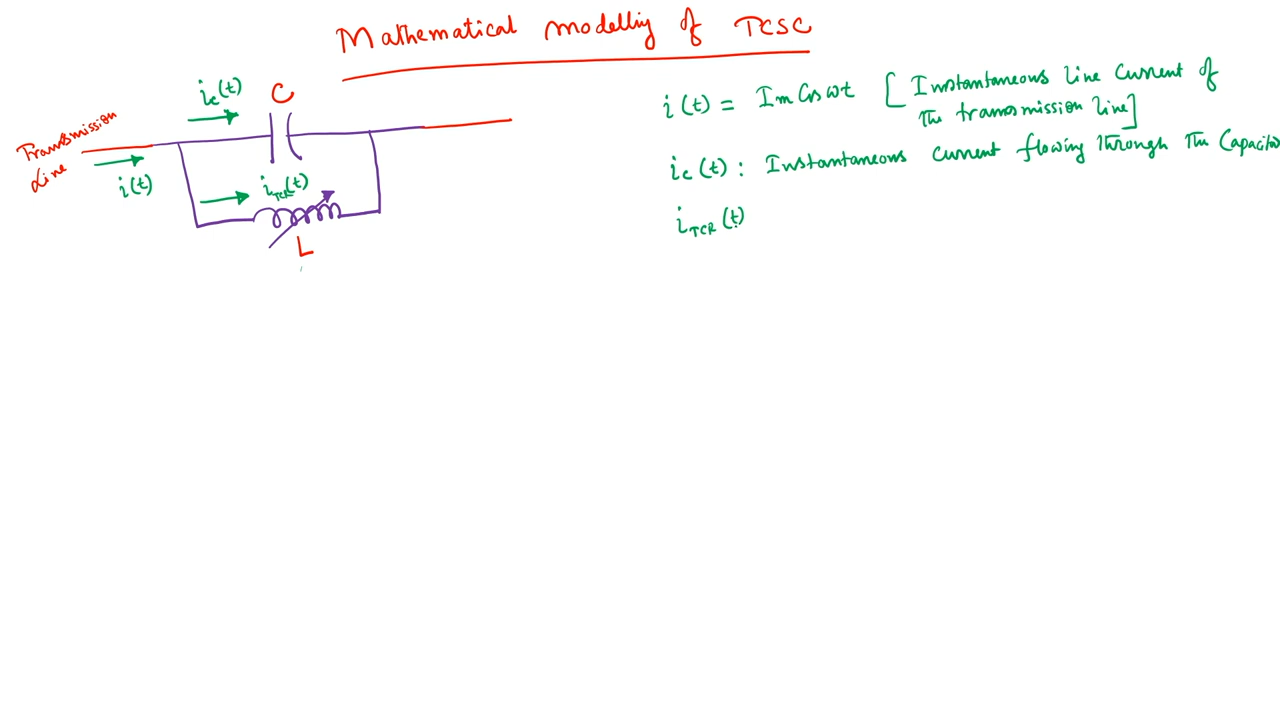 Mathematical modelling of TCSC
ic(t)
C
i(t) = Im Cos ωt [Instantaneous line Current of
the transmission line]
Transmission
Line
i(t)
iTCR(t)
L
ic(t): Instantaneous current flowing through the Capacitor
iTCR(t)